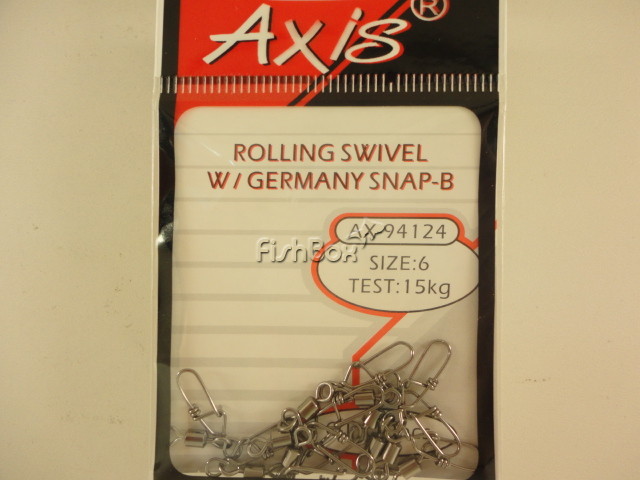 Axis®
ROLLING SWIVEL
W/ GERMANY SNAP-B
AX-94124
FishBox
SIZE:6
TEST:15kg